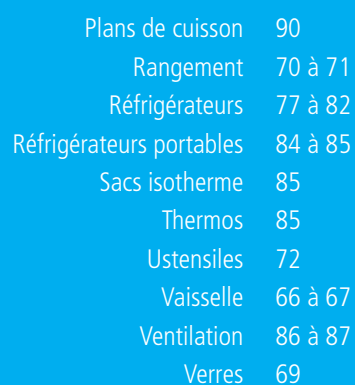 Plans de cuisson 90
Rangement 70 à 71
Réfrigérateurs 77 à 82
Réfrigérateurs portables 84 à 85
Sacs isotherme 85
Thermos 85
Ustensiles 72
Vaisselle 66 à 67
Ventilation 86 à 87
Verres 69